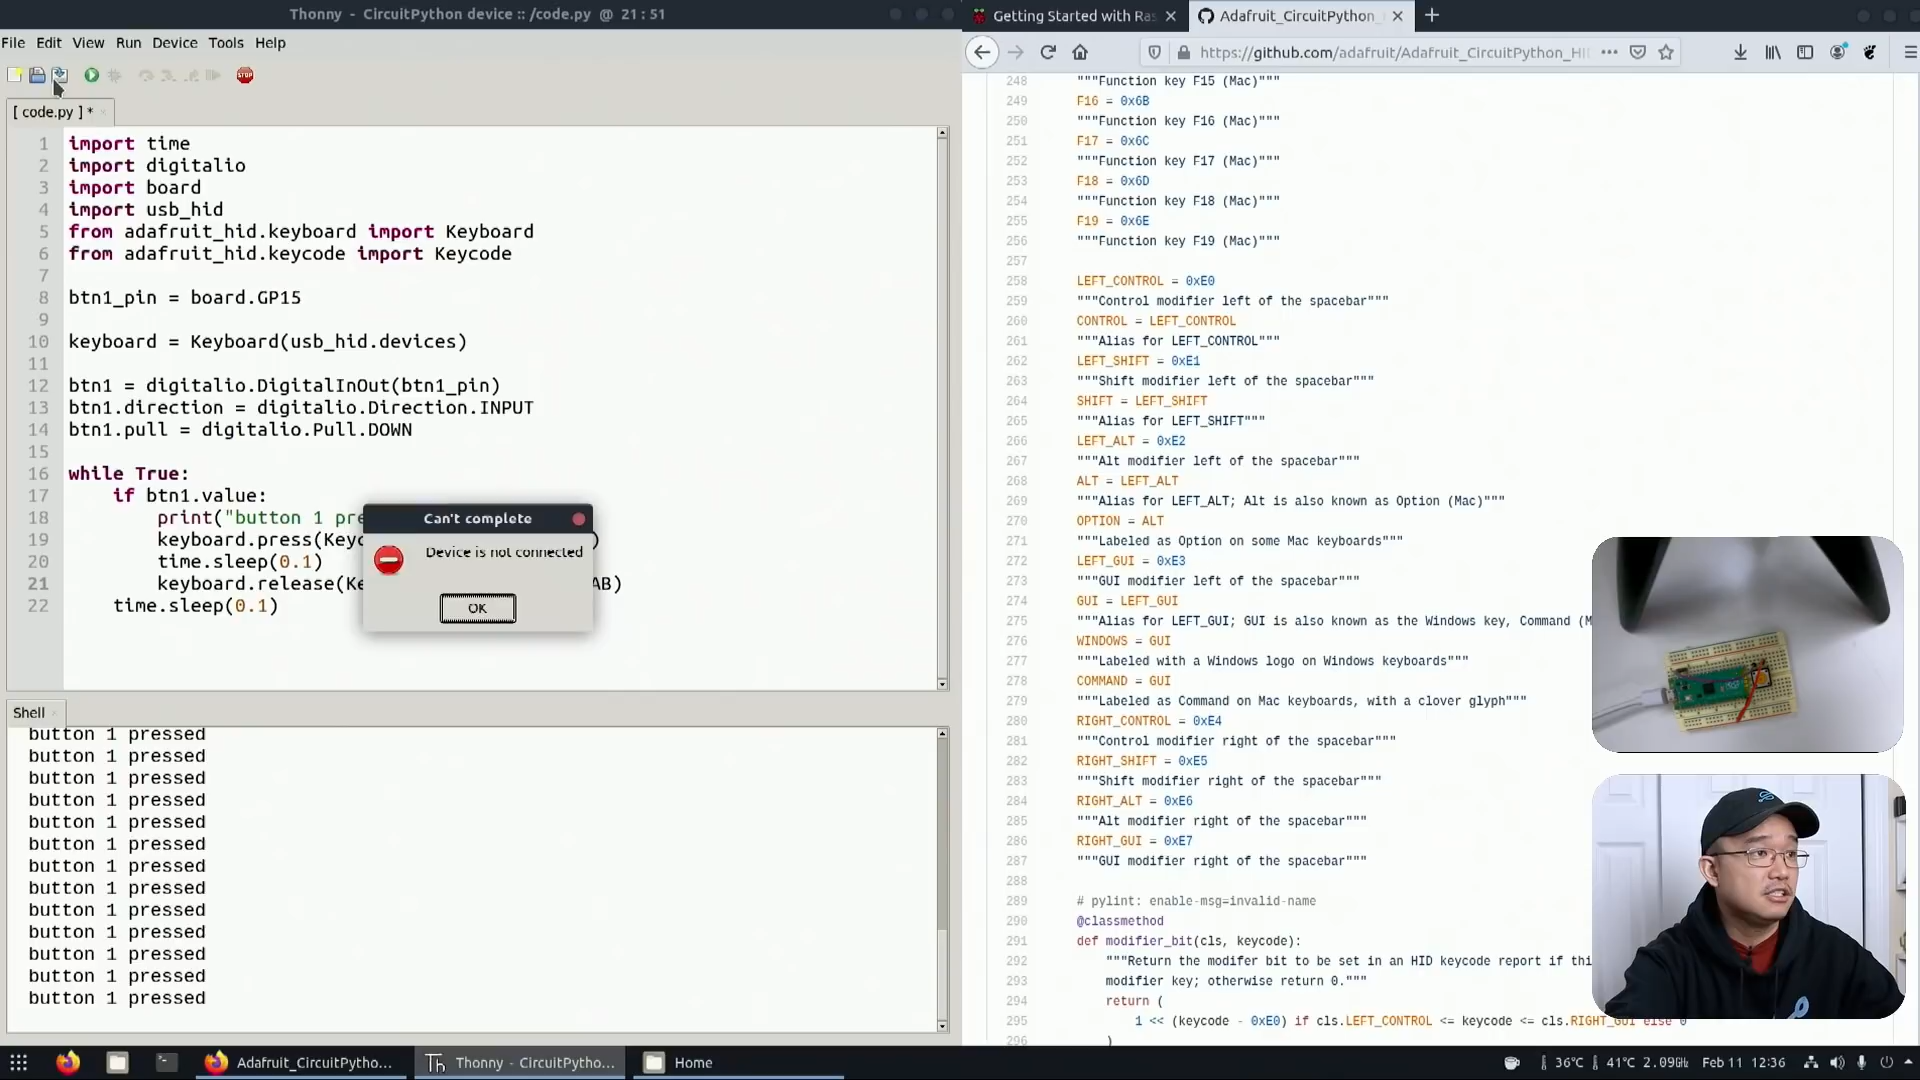 Thonny - CircuitPython device :: /code.py @ 21 : 51
File Edit View Run Device Tools Help
STOP
[ code.py ] *
1 import time
2 import digitalio
3 import board
4 import usb_hid
5 from adafruit_hid.keyboard import Keyboard
6 from adafruit_hid.keycode import Keycode
7
8 btn1_pin = board.GP15
9
10 keyboard = Keyboard(usb_hid.devices)
11
12 btn1 = digitalio.DigitalInOut(btn1_pin)
13 btn1.direction = digitalio.Direction.INPUT
14 btn1.pull = digitalio.Pull.DOWN
15
16 while True:
17 if btn1.value:
18 print("button 1 pre
19 keyboard.press(Keyc )
20 time.sleep(0.1)
21 keyboard.release(Ke AB)
22 time.sleep(0.1)
Can't complete
Device is not connected
OK
Shell
button 1 pressed
button 1 pressed
button 1 pressed
button 1 pressed
button 1 pressed
button 1 pressed
button 1 pressed
button 1 pressed
button 1 pressed
button 1 pressed
button 1 pressed
button 1 pressed
button 1 pressed
Getting Started with Ras
Adafruit_CircuitPython_
https://github.com/adafruit/Adafruit_CircuitPython_HI
248 """Function key F15 (Mac)"""
249 F16 = 0x6B
250 """Function key F16 (Mac)"""
251 F17 = 0x6C
252 """Function key F17 (Mac)"""
253 F18 = 0x6D
254 """Function key F18 (Mac)"""
255 F19 = 0x6E
256 """Function key F19 (Mac)"""
257
258 LEFT_CONTROL = 0xE0
259 """Control modifier left of the spacebar"""
260 CONTROL = LEFT_CONTROL
261 """Alias for LEFT_CONTROL"""
262 LEFT_SHIFT = 0xE1
263 """Shift modifier left of the spacebar"""
264 SHIFT = LEFT_SHIFT
265 """Alias for LEFT_SHIFT"""
266 LEFT_ALT = 0xE2
267 """Alt modifier left of the spacebar"""
268 ALT = LEFT_ALT
269 """Alias for LEFT_ALT; Alt is also known as Option (Mac)"""
270 OPTION = ALT
271 """Labeled as Option on some Mac keyboards"""
272 LEFT_GUI = 0xE3
273 """GUI modifier left of the spacebar"""
274 GUI = LEFT_GUI
275 """Alias for LEFT_GUI; GUI is also known as the Windows key, Command (M
276 WINDOWS = GUI
277 """Labeled with a Windows logo on Windows keyboards"""
278 COMMAND = GUI
279 """Labeled as Command on Mac keyboards, with a clover glyph"""
280 RIGHT_CONTROL = 0xE4
281 """Control modifier right of the spacebar"""
282 RIGHT_SHIFT = 0xE5
283 """Shift modifier right of the spacebar"""
284 RIGHT_ALT = 0xE6
285 """Alt modifier right of the spacebar"""
286 RIGHT_GUI = 0xE7
287 """GUI modifier right of the spacebar"""
288
289 # pylint: enable-msg=invalid-name
290 @classmethod
291 def modifier_bit(cls, keycode):
292 """Return the modifer bit to be set in an HID keycode report if thi
293 modifier key; otherwise return 0."""
294 return (
295 1 << (keycode - 0xE0) if cls.LEFT_CONTROL <= keycode <= cls.RIGHT_GUI else 0
296 )
Adafruit_CircuitPytho...
Th Thonny - CircuitPytho...
Home
36°C 41°C 2.09GHz Feb 11 12:36